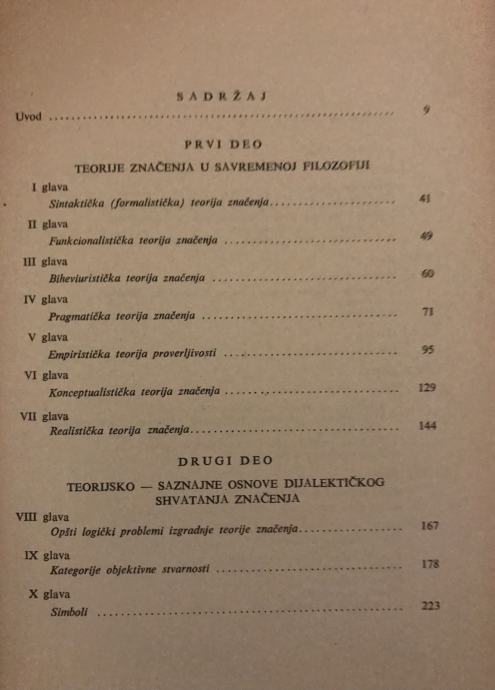 SADRŽAJ
Uvod ........ 9
PRVI DEO
TEORIJE ZNAČENJA U SAVREMENOJ FILOZOFIJI
I glava
Sintaktička (formalistička) teorija značenja ........ 41
II glava
Funkcionalistička teorija značenja ........ 49
III glava
Biheviuristička teorija značenja ........ 60
IV glava
Pragmatička teorija značenja ........ 71
V glava
Empiristička teorija proverljivosti ........ 95
VI glava
Konceptualistička teorija značenja ........ 129
VII glava
Realistička teorija značenja ........ 144
DRUGI DEO
TEORIJSKO — SAZNAJNE OSNOVE DIJALEKTIČKOG
SHVATANJA ZNAČENJA
VIII glava
Opšti logički problemi izgradnje teorije značenja ........ 167
IX glava
Kategorije objektivne stvarnosti ........ 178
X glava
Simboli ........ 223